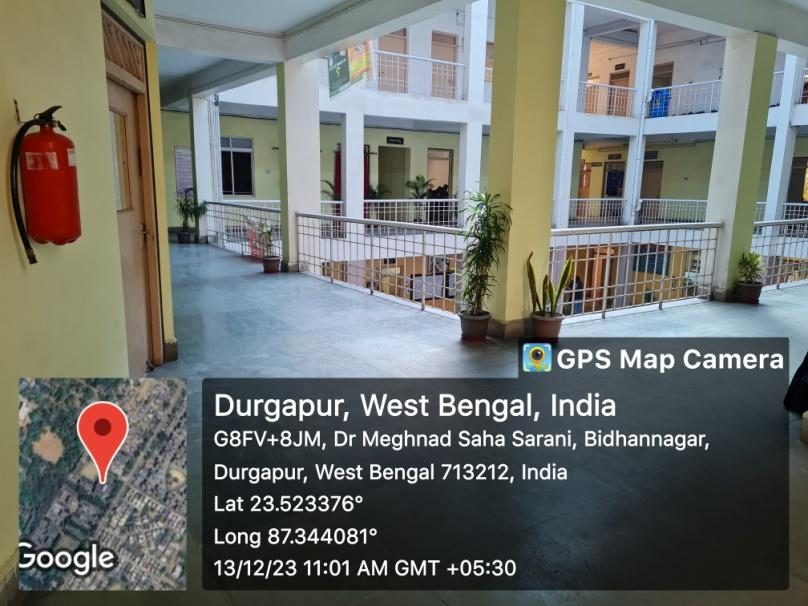 GPS Map Camera
Durgapur, West Bengal, India
G8FV+8JM, Dr Meghnad Saha Sarani, Bidhannagar,
Durgapur, West Bengal 713212, India
Lat 23.523376°
Long 87.344081°
13/12/23 11:01 AM GMT +05:30
Google